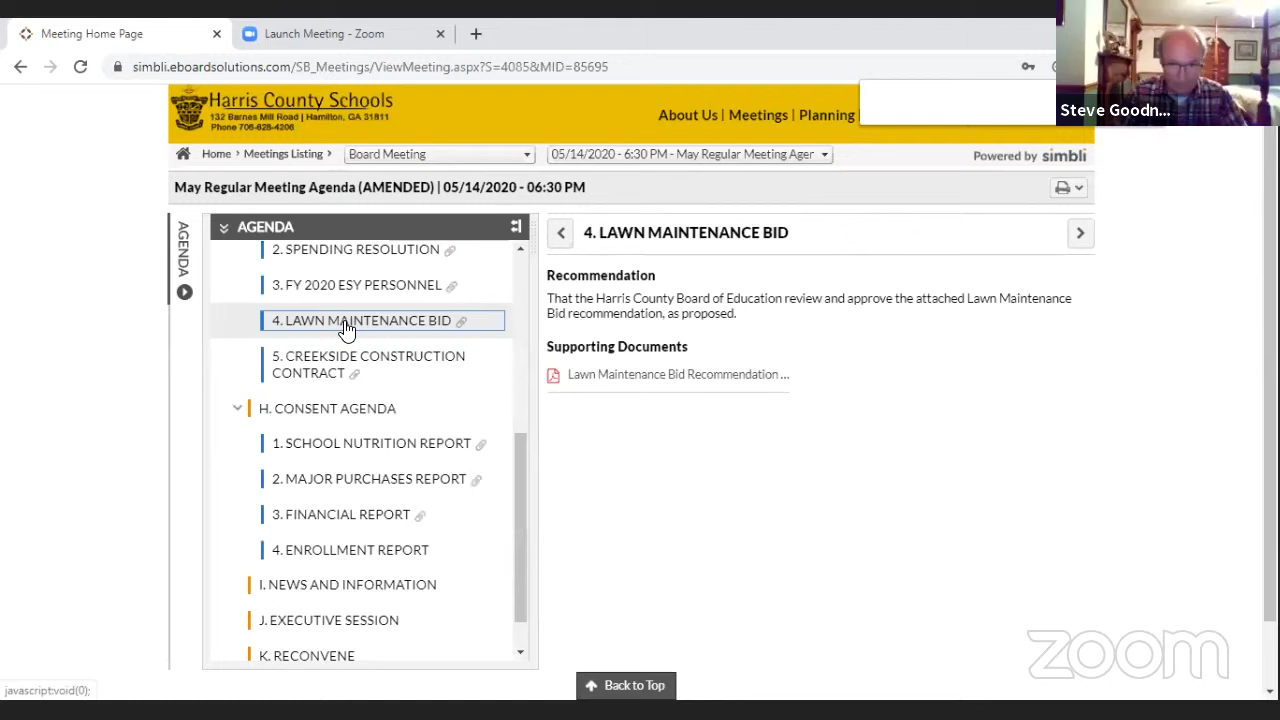 Meeting Home Page
Launch Meeting - Zoom
simbli.eboardsolutions.com/SB_Meetings/ViewMeeting.aspx?S=4085&MID=85695
Steve Goodn...
Harris County Schools
132 Barnes Mill Road | Hamilton, GA 31811
Phone 706-628-4206
About Us | Meetings | Planning
Home › Meetings Listing ›
Board Meeting
05/14/2020 - 6:30 PM - May Regular Meeting Ager
Powered by simbli
May Regular Meeting Agenda (AMENDED) | 05/14/2020 - 06:30 PM
AGENDA
AGENDA
2. SPENDING RESOLUTION
3. FY 2020 ESY PERSONNEL
4. LAWN MAINTENANCE BID
5. CREEKSIDE CONSTRUCTION
CONTRACT
H. CONSENT AGENDA
1. SCHOOL NUTRITION REPORT
2. MAJOR PURCHASES REPORT
3. FINANCIAL REPORT
4. ENROLLMENT REPORT
I. NEWS AND INFORMATION
J. EXECUTIVE SESSION
K. RECONVENE
4. LAWN MAINTENANCE BID
Recommendation
That the Harris County Board of Education review and approve the attached Lawn Maintenance
Bid recommendation, as proposed.
Supporting Documents
Lawn Maintenance Bid Recommendation ...
zoom
javascript:void(0);
Back to Top